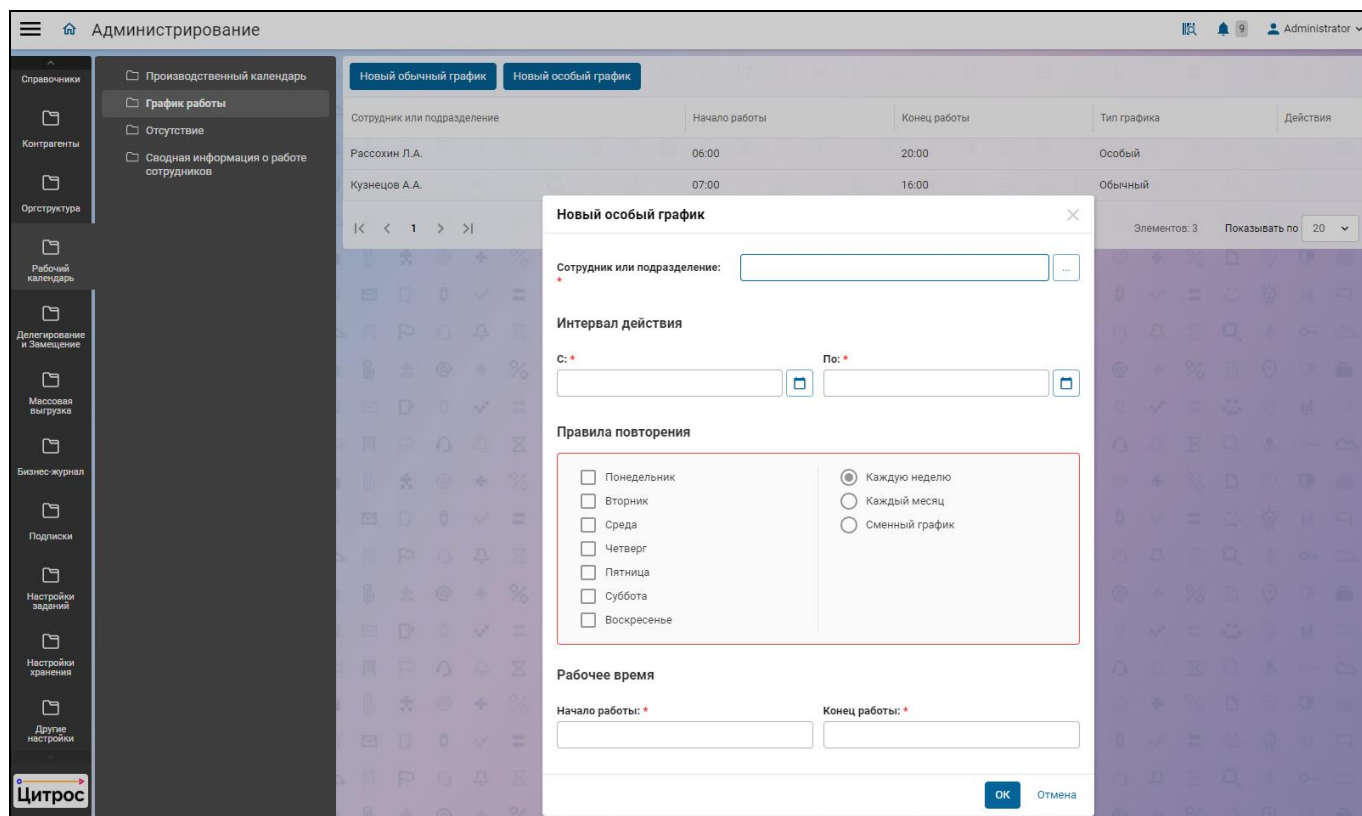 Администрирование
9
Administrator
Справочники
Контрагенты
Оргструктура
Рабочий
календарь
Делегирование
и Замещение
Массовая
выгрузка
Бизнес-журнал
Подписки
Настройки
заданий
Настройки
хранения
Другие
настройки
Цитрос
Производственный календарь
График работы
Отсутствие
Сводная информация о работе
сотрудников
Новый обычный график Новый особый график
Сотрудник или подразделение Начало работы Конец работы Тип графика Действия
Рассохин Л.А. 06:00 20:00 Особый
Кузнецов А.А. 07:00 16:00 Обычный
1
Элементов: 3 Показывать по 20
Новый особый график
Сотрудник или подразделение:
*
...
Интервал действия
С: * По: *
Правила повторения
Понедельник Каждую неделю
Вторник Каждый месяц
Среда Сменный график
Четверг
Пятница
Суббота
Воскресенье
Рабочее время
Начало работы: * Конец работы: *
ОК Отмена